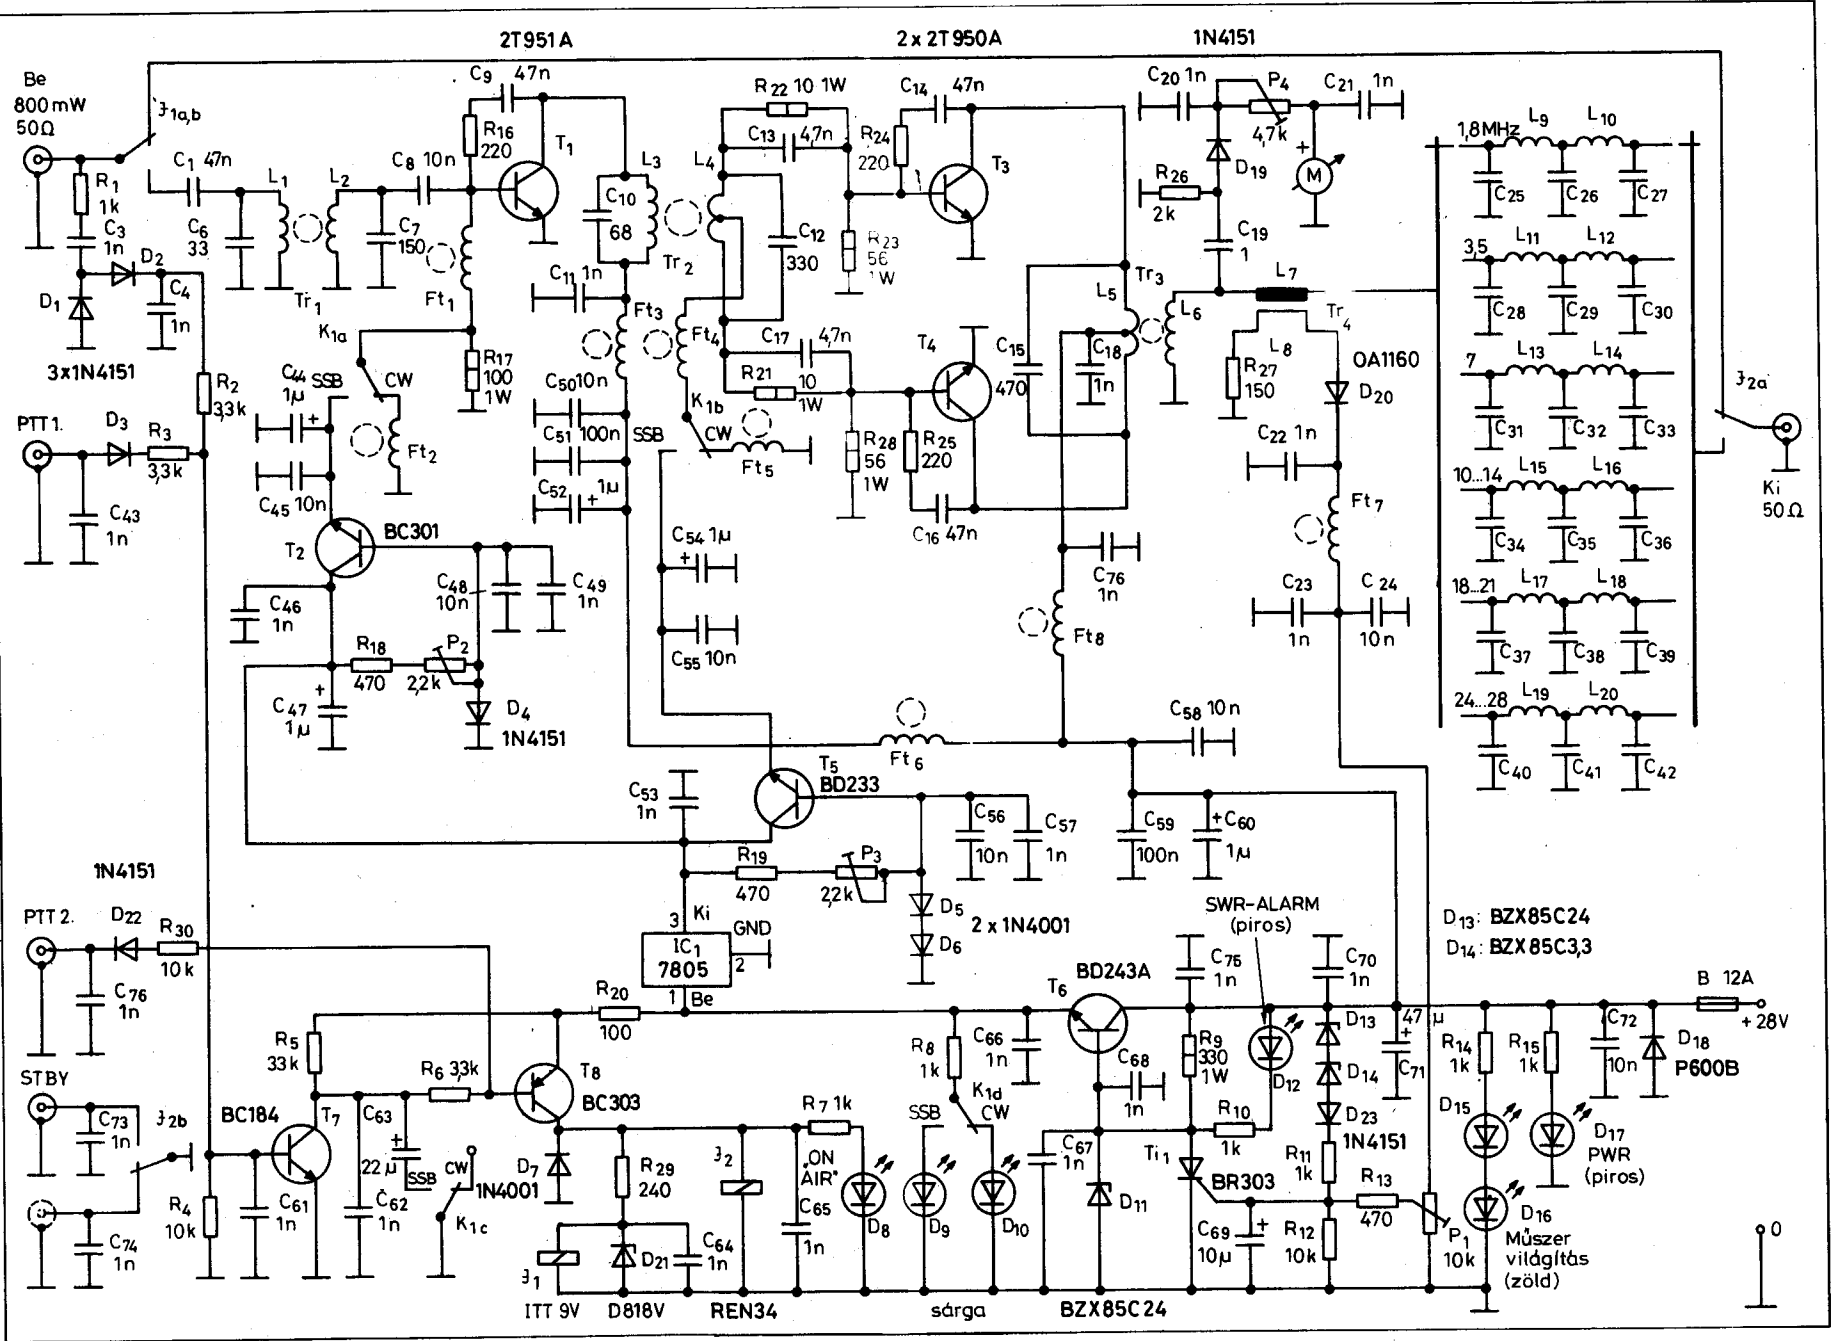 2T951A
2x2T950A
1N4151
Be
800mW
50Ω
J1a,b
C9 47n
R16
220
T1
C1 47n
L1
L2
C8 10n
R1
1k
C3
1n
C6
33
C7
150
Ft1
Tr1
D2
D1
C4
1n
3x1N4151
L3
C10
68
Tr2
C11 1n
Ft3
L4
R22 10 1W
C13 4,7n
C12
330
Ft4
R24
220
C14 47n
T3
R23
56
1W
C17 4,7n
R21 10
1W
T4
C15
470
R28
56
1W
R25
220
C16 47n
L5
Tr3
L6
C18
1n
C20 1n
P4
4,7k
C21 1n
D19
M
+
R26
2k
C19
1
L7
Tr4
L8
R27
150
OA1160
D20
C22 1n
Ft7
C23
1n
C24
10n
1,8MHz
L9
L10
C25
C26
C27
3,5
L11
L12
C28
C29
C30
7
L13
L14
C31
C32
C33
10...14
L15
L16
C34
C35
C36
18...21
L17
L18
C37
C38
C39
24...28
L19
L20
C40
C41
C42
J2a
Ki
50Ω
K1a
C44
1µ
SSB
CW
+
Ft2
R17
100
1W
C45 10n
R2
3,3k
PTT 1.
D3
R3
3,3k
C43
1n
T2
BC301
C46
1n
C48
10n
C49
1n
R18
470
P2
2,2k
C47
1µ
+
D4
1N4151
C50 10n
C51 100n
C52 1µ
+
SSB
K1b
CW
Ft5
C54 1µ
+
C55 10n
C76
1n
Ft8
Ft6
C58 10n
T5
BD233
C53
1n
C56
10n
C57
1n
C59
100n
C60
1µ
+
R19
470
P3
2,2k
D5
D6
2x1N4001
3 Ki
IC1
7805
GND
2
1 Be
1N4151
PTT 2.
D22
R30
10k
C76
1n
STBY
C73
1n
J2b
C74
1n
R5
33k
R20
100
R6 3,3k
T8
BC303
BC184
T7
C63
22µ
+
SSB
CW
K1c
R4
10k
C61
1n
C62
1n
D7
1N4001
R29
240
J2
J1
D21
C64
1n
ITT 9V
D818V
REN34
R7 1k
"ON
AIR"
C65
1n
D8
R8
1k
K1d
SSB
CW
D9
D10
sárga
C66
1n
T6
BD243A
C68
1n
C67
1n
D11
BZX85C24
SWR-ALARM
(piros)
C75
1n
C70
1n
R9
330
1W
D12
R10
1k
Ti1
BR303
D13
D14
D23
1N4151
R11
1k
R13
470
C69
10µ
+
R12
10k
P1
10k
47µ
+
C71
D13: BZX85C24
D14: BZX85C3,3
B 12A
+28V
R14
1k
R15
1k
C72
10n
D18
P600B
D15
D17
PWR
(piros)
D16
Műszer
világítás
(zöld)
0